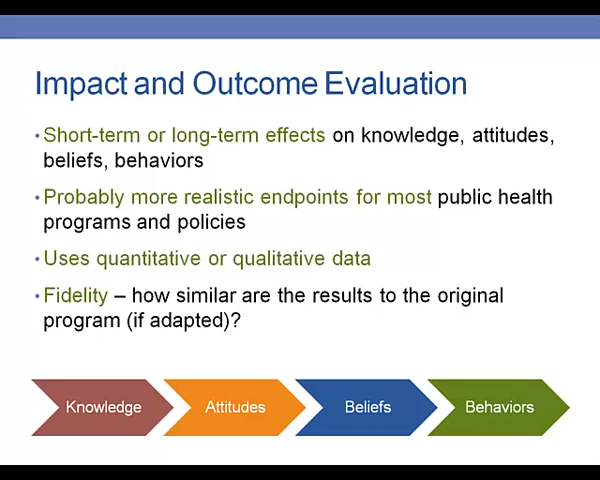 Impact and Outcome Evaluation
• Short-term or long-term effects on knowledge, attitudes,
beliefs, behaviors
• Probably more realistic endpoints for most public health
programs and policies
• Uses quantitative or qualitative data
• Fidelity – how similar are the results to the original
program (if adapted)?
Knowledge
Attitudes
Beliefs
Behaviors